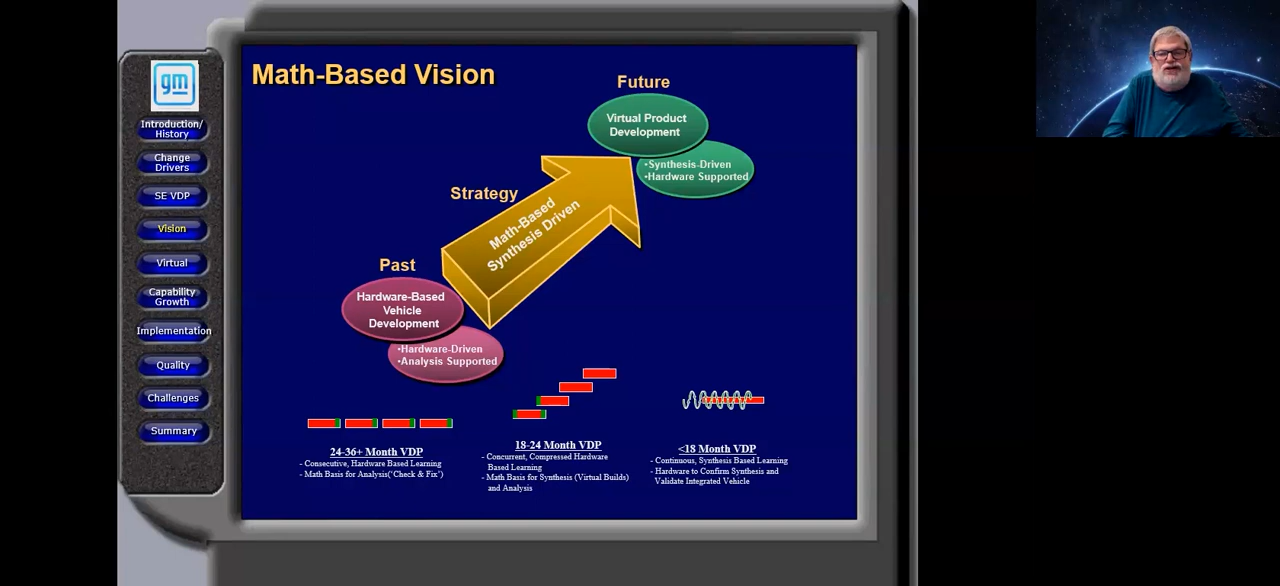 gm
Introduction/
History
Change
Drivers
SE VDP
Vision
Virtual
Capability
Growth
Implementation
Quality
Challenges
Summary
Math-Based Vision
Future
Virtual Product
Development
•Synthesis-Driven
•Hardware Supported
Strategy
Math-Based
Synthesis Driven
Past
Hardware-Based
Vehicle
Development
•Hardware-Driven
•Analysis Supported
24-36+ Month VDP
- Consecutive, Hardware Based Learning
- Math Basis for Analysis('Check & Fix')
18-24 Month VDP
- Concurrent, Compressed Hardware
Based Learning
- Math Basis for Synthesis (Virtual Builds)
and Analysis
<18 Month VDP
- Continuous, Synthesis Based Learning
- Hardware to Confirm Synthesis and
Validate Integrated Vehicle